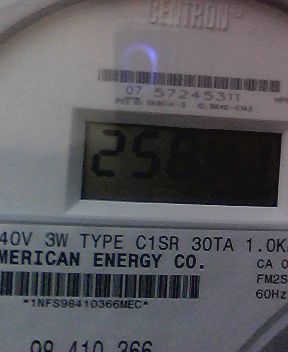 CENTRON®
07 57245311
258
40V 3W TYPE C1SR 30TA 1.0K
MERICAN ENERGY CO.
CA 0
FM2S
60Hz
*1NFS98410366MEC*
98 410 366